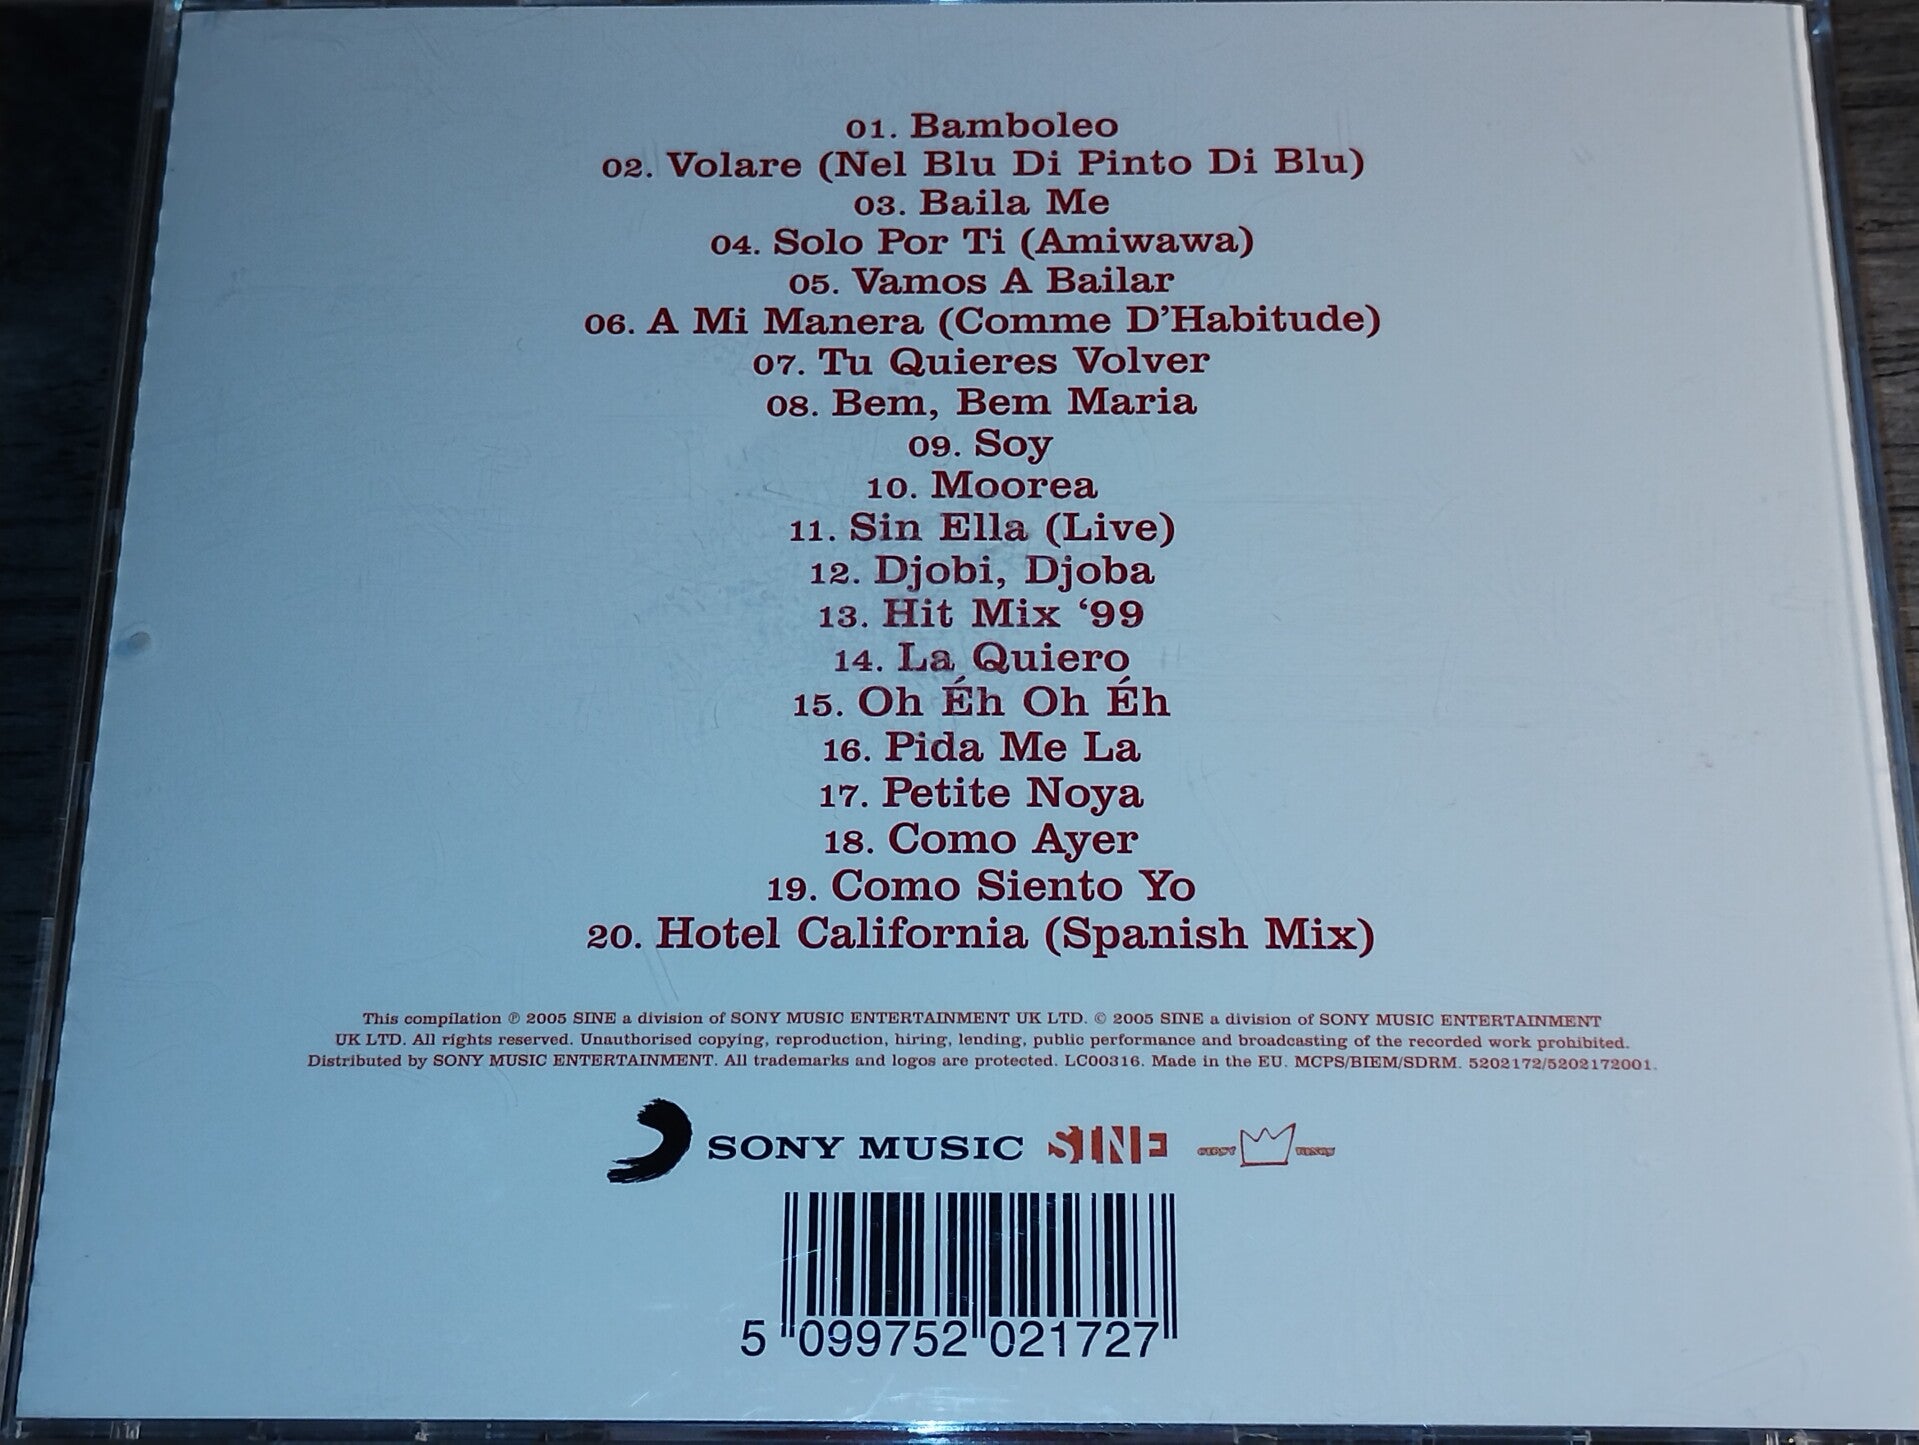 01. Bamboleo
02. Volare (Nel Blu Di Pinto Di Blu)
03. Baila Me
04. Solo Por Ti (Amiwawa)
05. Vamos A Bailar
06. A Mi Manera (Comme D'Habitude)
07. Tu Quieres Volver
08. Bem, Bem Maria
09. Soy
10. Moorea
11. Sin Ella (Live)
12. Djobi, Djoba
13. Hit Mix ‘99
14. La Quiero
15. Oh Éh Oh Éh
16. Pida Me La
17. Petite Noya
18. Como Ayer
19. Como Siento Yo
20. Hotel California (Spanish Mix)
This compilation ℗ 2005 SINE a division of SONY MUSIC ENTERTAINMENT UK LTD. © 2005 SINE a division of SONY MUSIC ENTERTAINMENT
UK LTD. All rights reserved. Unauthorised copying, reproduction, hiring, lending, public performance and broadcasting of the recorded work prohibited.
Distributed by SONY MUSIC ENTERTAINMENT. All trademarks and logos are protected. LC00316. Made in the EU. MCPS/BIEM/SDRM. 5202172/5202172001.
SONY MUSIC SINE GIPSY KINGS
5 099752 021727